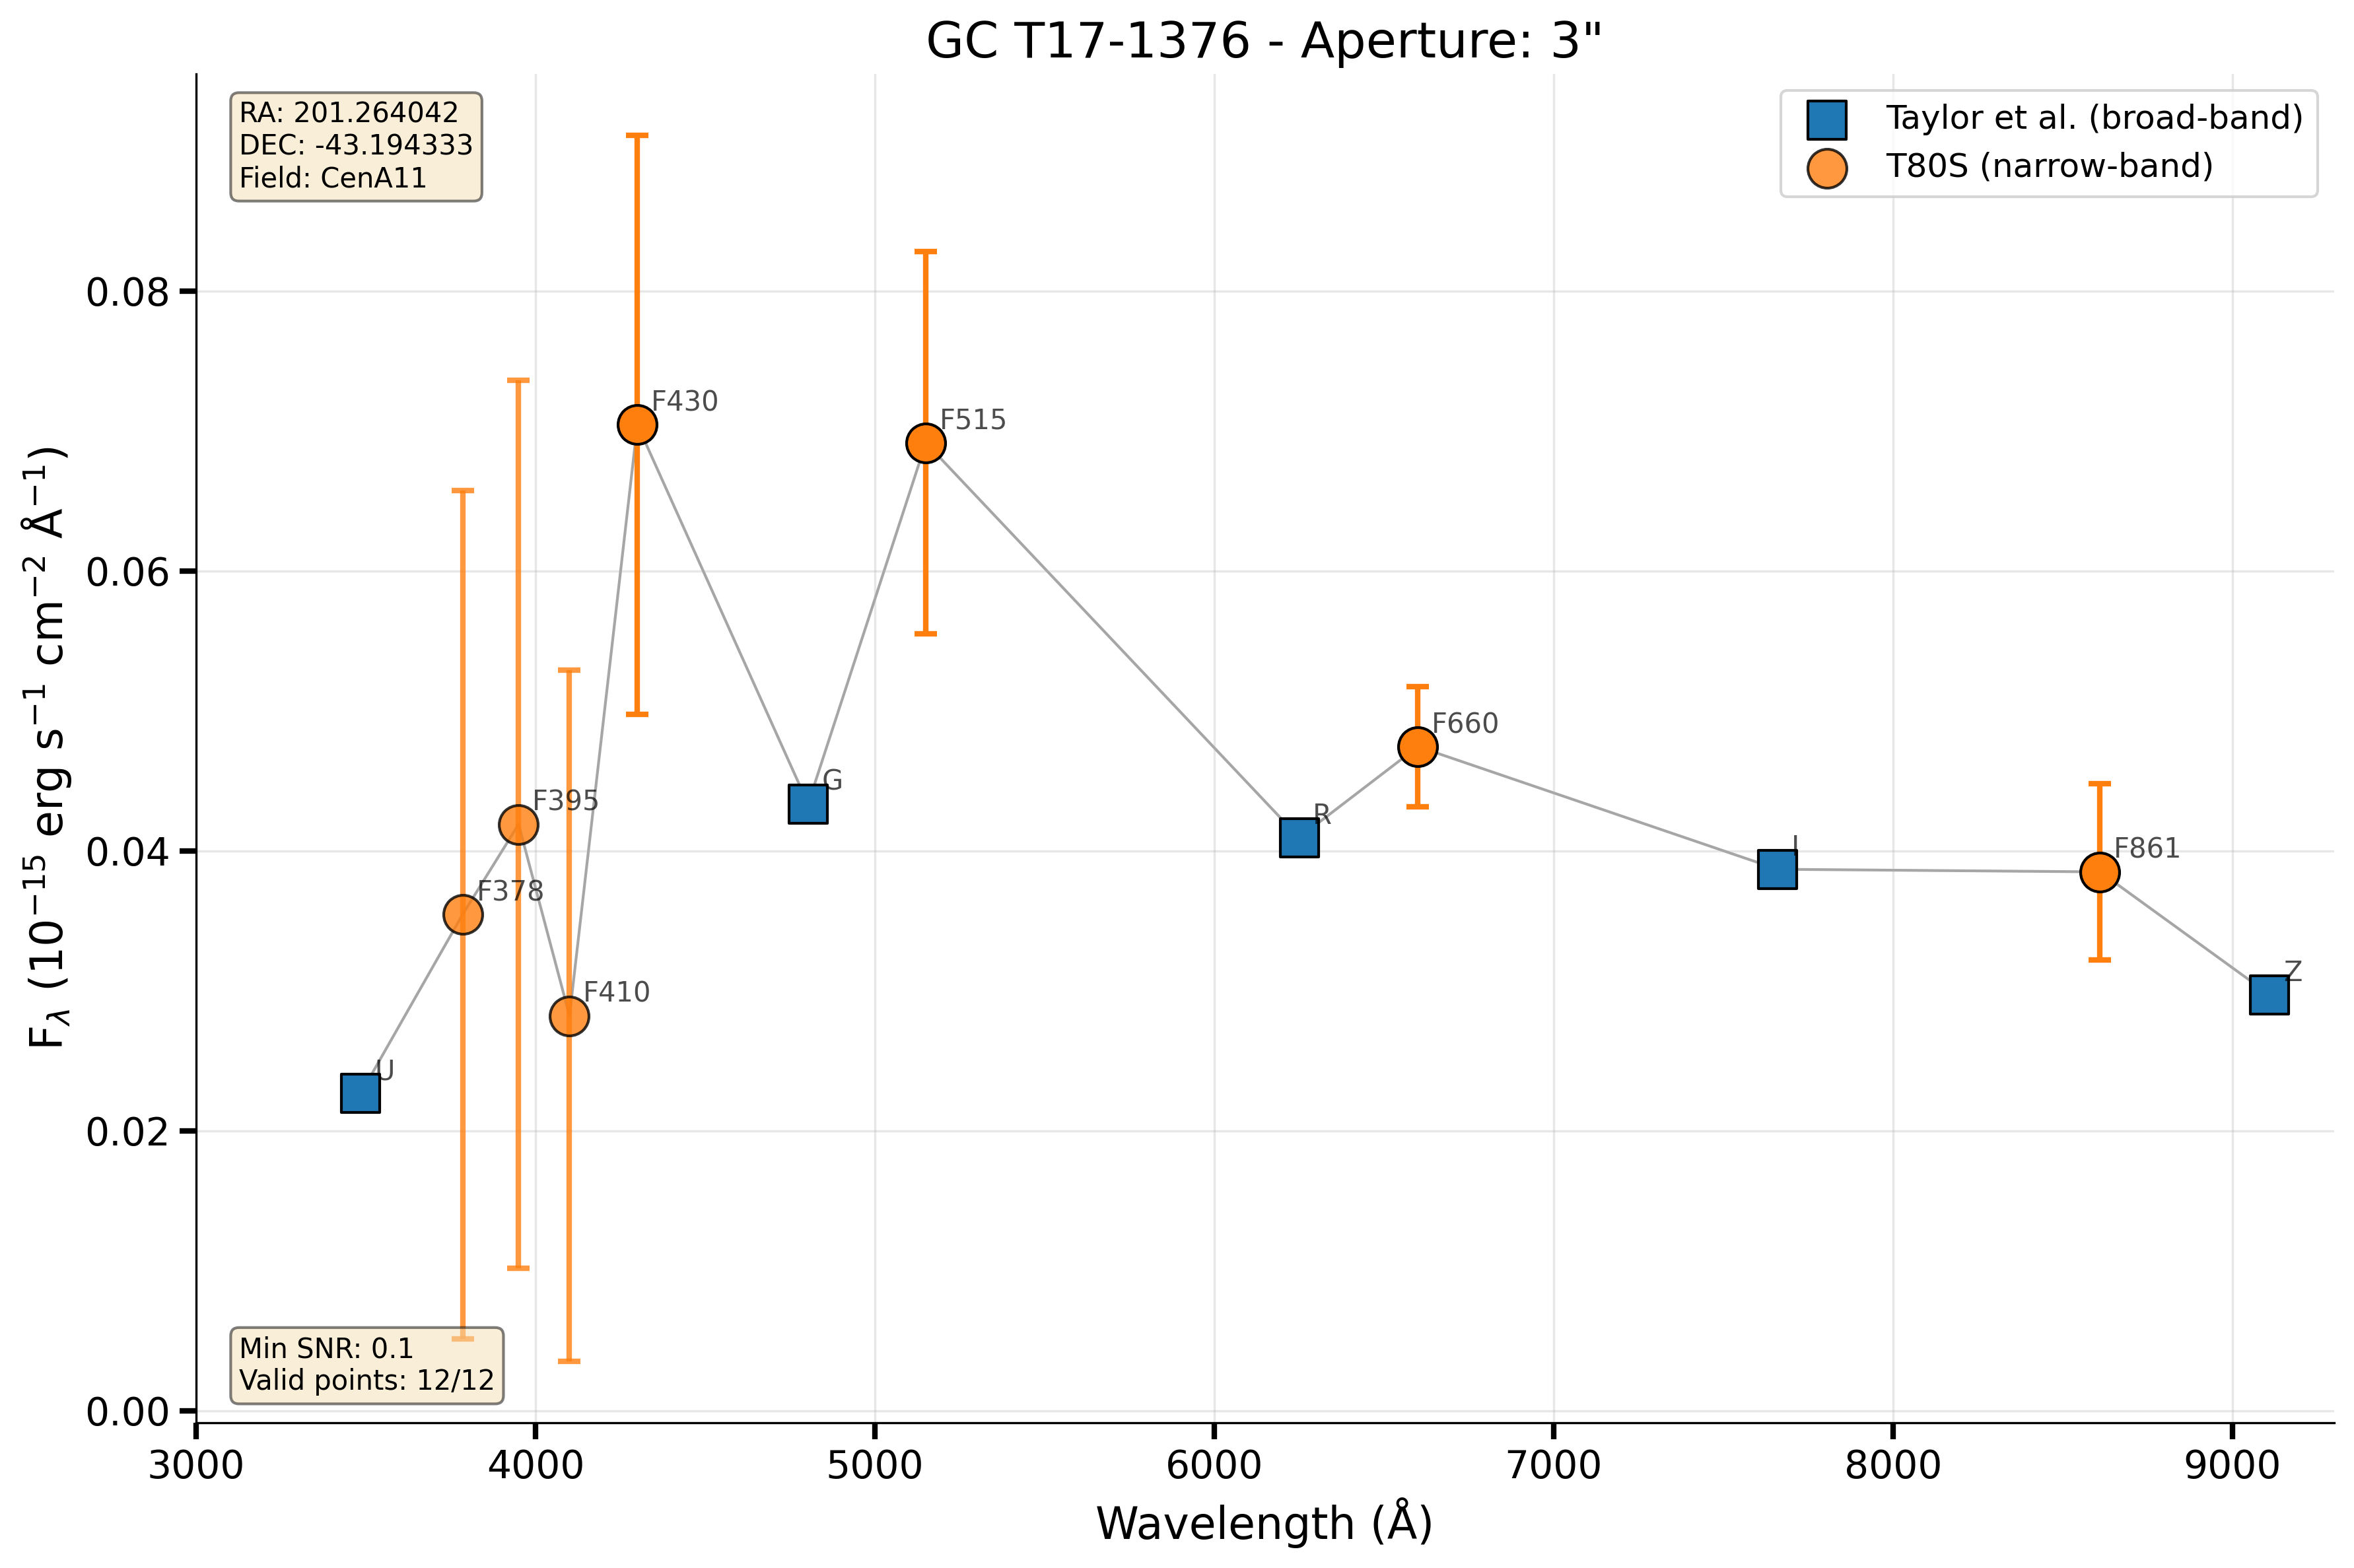 GC T17-1376 - Aperture: 3"
RA: 201.264042
DEC: -43.194333
Field: CenA11
Taylor et al. (broad-band)
T80S (narrow-band)
F430
F515
F395
G
F378
F410
U
R
F660
I
F861
Z
Min SNR: 0.1
Valid points: 12/12
0.08
0.06
0.04
0.02
0.00
F_λ (10⁻¹⁵ erg s⁻¹ cm⁻² Å⁻¹)
3000 4000 5000 6000 7000 8000 9000
Wavelength (Å)